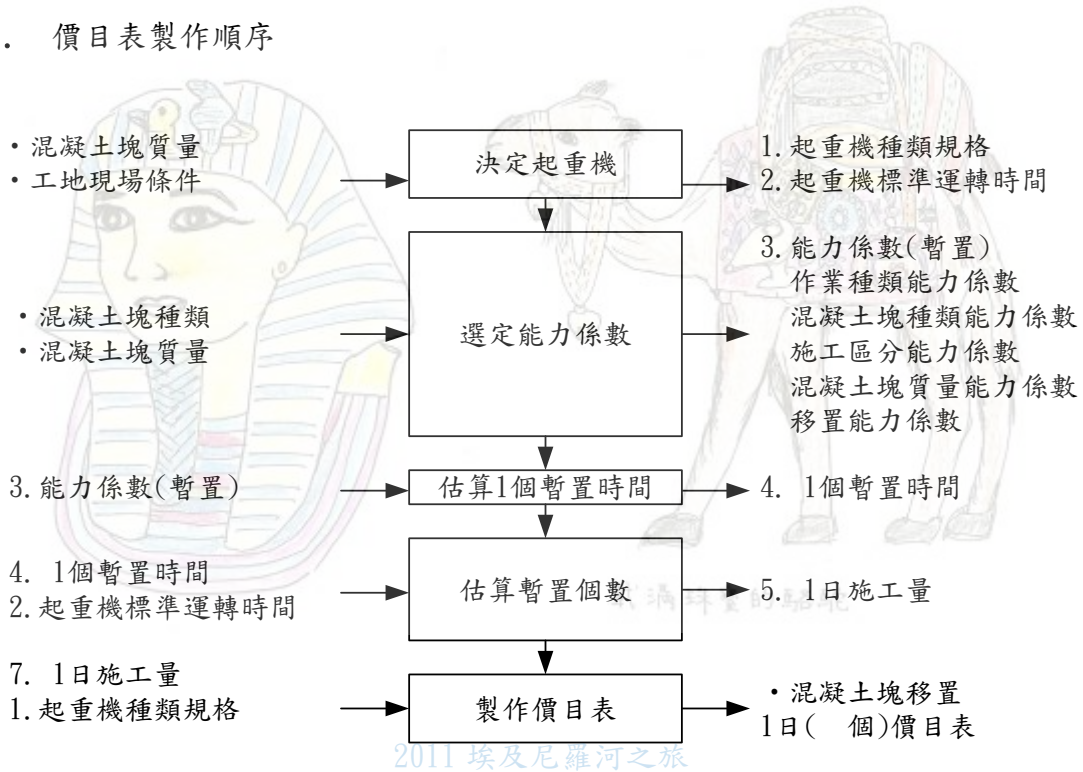 . 價目表製作順序
・混凝土塊質量
・工地現場條件
決定起重機
1.起重機種類規格
2.起重機標準運轉時間
・混凝土塊種類
・混凝土塊質量
選定能力係數
3.能力係數(暫置)
作業種類能力係數
混凝土塊種類能力係數
施工區分能力係數
混凝土塊質量能力係數
移置能力係數
3.能力係數(暫置)
估算1個暫置時間
4. 1個暫置時間
4. 1個暫置時間
2.起重機標準運轉時間
估算暫置個數
5. 1日施工量
7. 1日施工量
1.起重機種類規格
製作價目表
・混凝土塊移置
1日( 個)價目表
2011 埃及尼羅河之旅